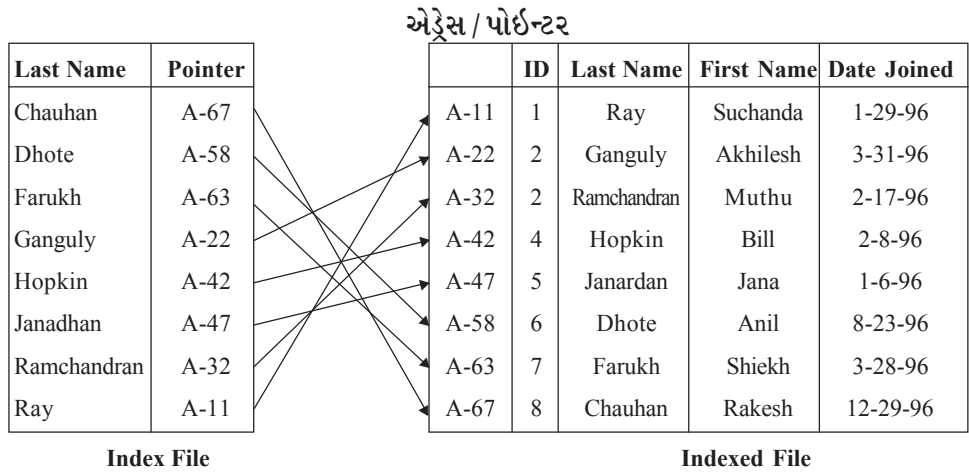 એડ્રેસ / પોઇન્ટર
Last Name Pointer
Chauhan A-67
Dhote A-58
Farukh A-63
Ganguly A-22
Hopkin A-42
Janadhan A-47
Ramchandran A-32
Ray A-11
Index File
ID Last Name First Name Date Joined
A-11 1 Ray Suchanda 1-29-96
A-22 2 Ganguly Akhilesh 3-31-96
A-32 2 Ramchandran Muthu 2-17-96
A-42 4 Hopkin Bill 2-8-96
A-47 5 Janardan Jana 1-6-96
A-58 6 Dhote Anil 8-23-96
A-63 7 Farukh Shiekh 3-28-96
A-67 8 Chauhan Rakesh 12-29-96
Indexed File